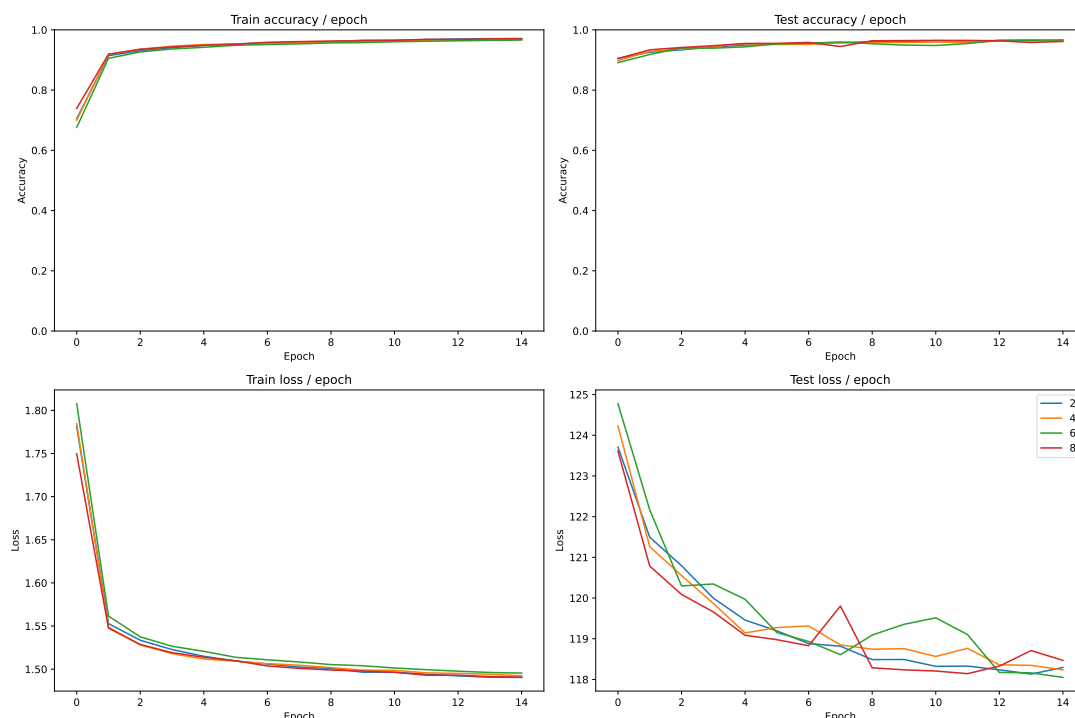 Train accuracy / epoch
1.0
0.8
0.6
0.4
0.2
0.0
Accuracy
0 2 4 6 8 10 12 14
Epoch
Test accuracy / epoch
1.0
0.8
0.6
0.4
0.2
0.0
Accuracy
0 2 4 6 8 10 12 14
Epoch
Train loss / epoch
1.80
1.75
1.70
1.65
1.60
1.55
1.50
Loss
0 2 4 6 8 10 12 14
Epoch
Test loss / epoch
125
124
123
122
121
120
119
118
Loss
2
4
6
8
0 2 4 6 8 10 12 14
Epoch